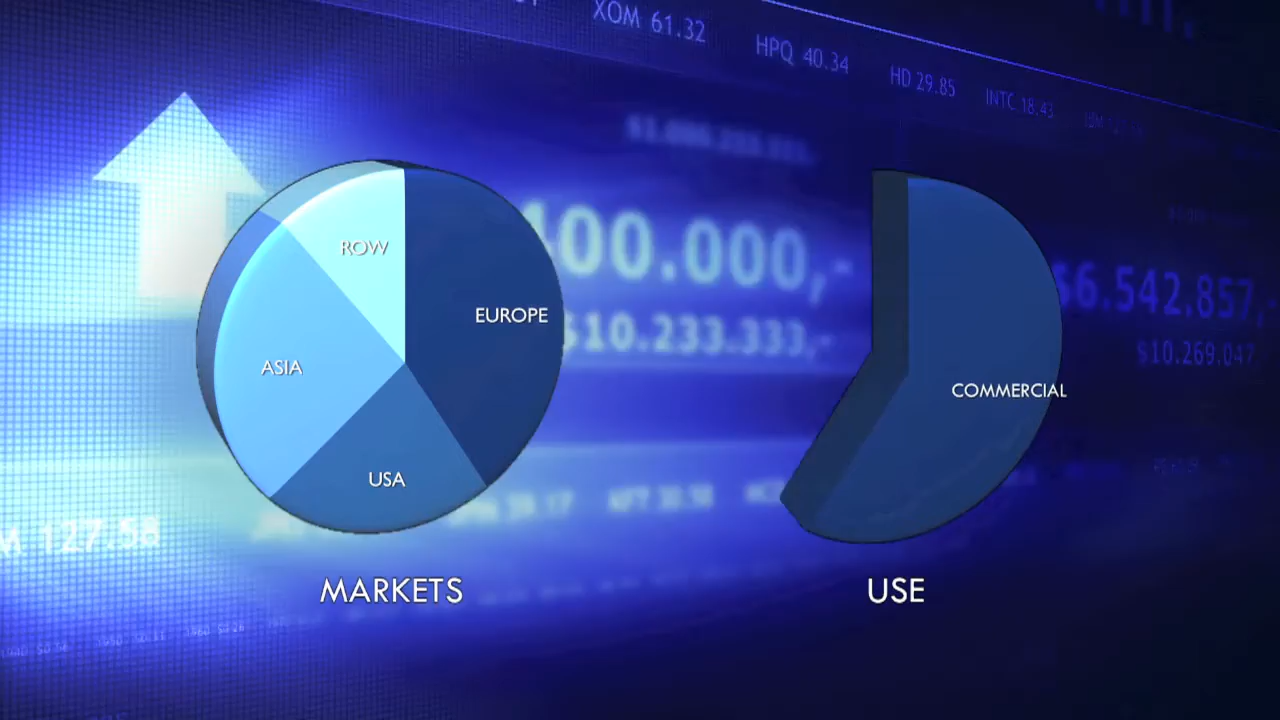 XOM 61.32
HPQ 40.34
HD 29.85
INTC 18.43
400.000,-
$10.233.333,-
$6.542.857,-
$10.269.047
ROW
EUROPE
ASIA
USA
COMMERCIAL
M 127.58
MARKETS
USE